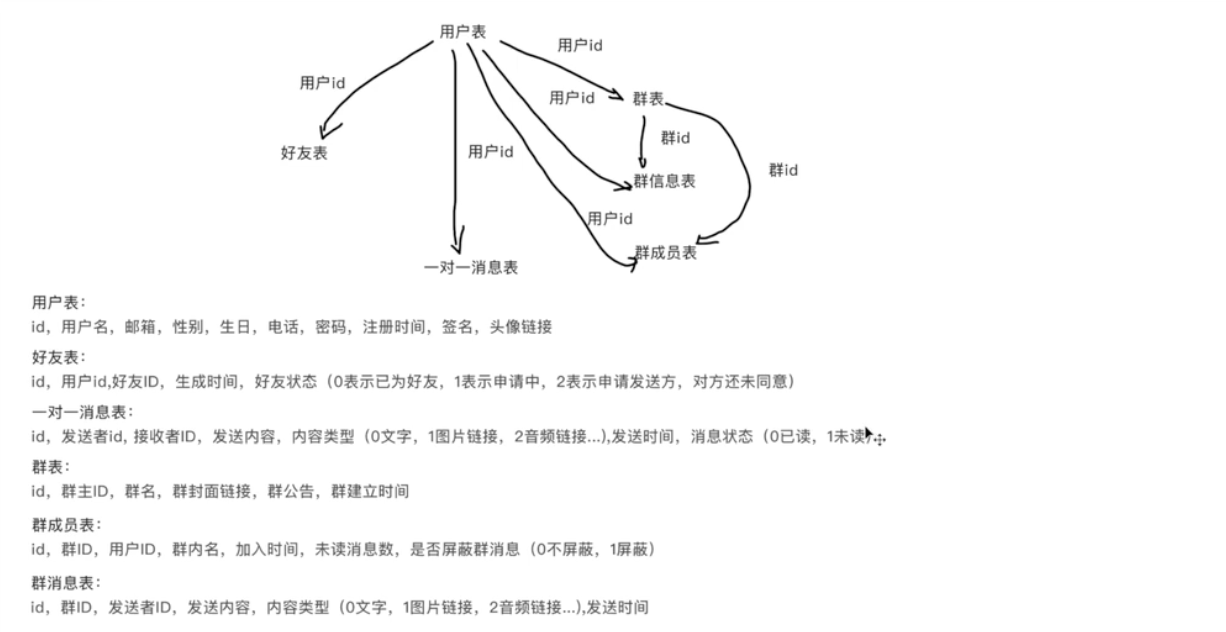 用户表
用户id
用户id
用户id
群表
群id
好友表
用户id
群id
群信息表
用户id
群成员表
一对一消息表
用户表：
id，用户名，邮箱，性别，生日，电话，密码，注册时间，签名，头像链接
好友表：
id，用户id,好友ID，生成时间，好友状态（0表示已为好友，1表示申请中，2表示申请发送方，对方还未同意）
一对一消息表：
id，发送者id, 接收者ID，发送内容，内容类型（0文字，1图片链接，2音频链接...),发送时间，消息状态（0已读，1未读）
群表：
id，群主ID，群名，群封面链接，群公告，群建立时间
群成员表：
id，群ID，用户ID，群内名，加入时间，未读消息数，是否屏蔽群消息（0不屏蔽，1屏蔽）
群消息表：
id，群ID，发送者ID，发送内容，内容类型（0文字，1图片链接，2音频链接...),发送时间